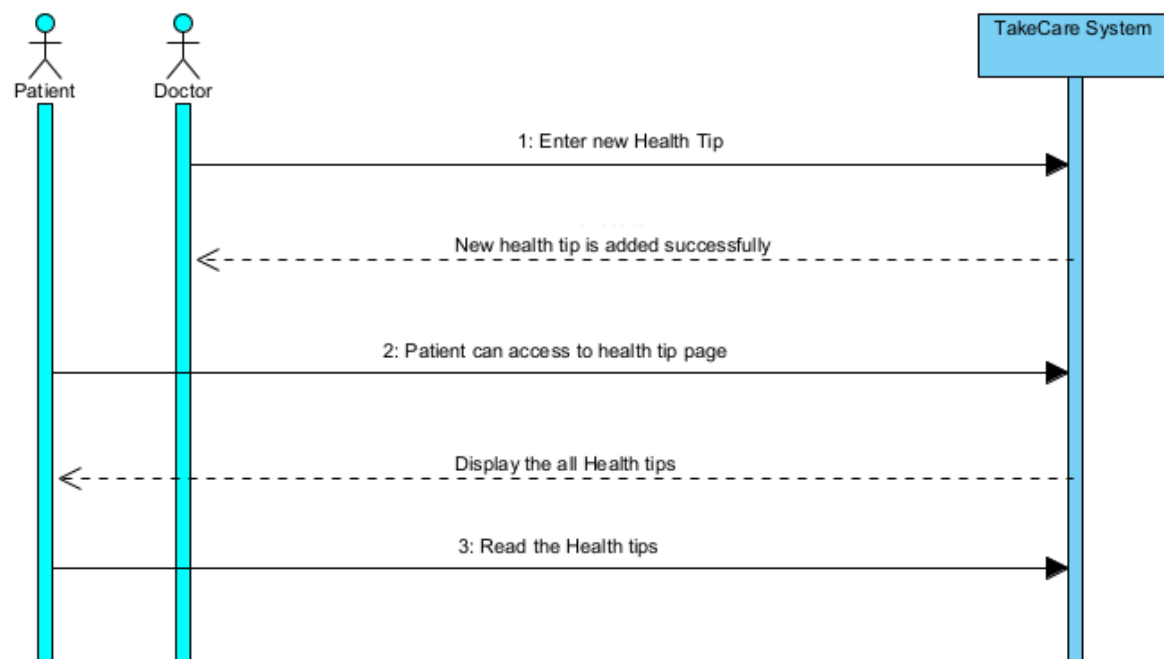 Patient
Doctor
TakeCare System
1: Enter new Health Tip
New health tip is added successfully
2: Patient can access to health tip page
Display the all Health tips
3: Read the Health tips